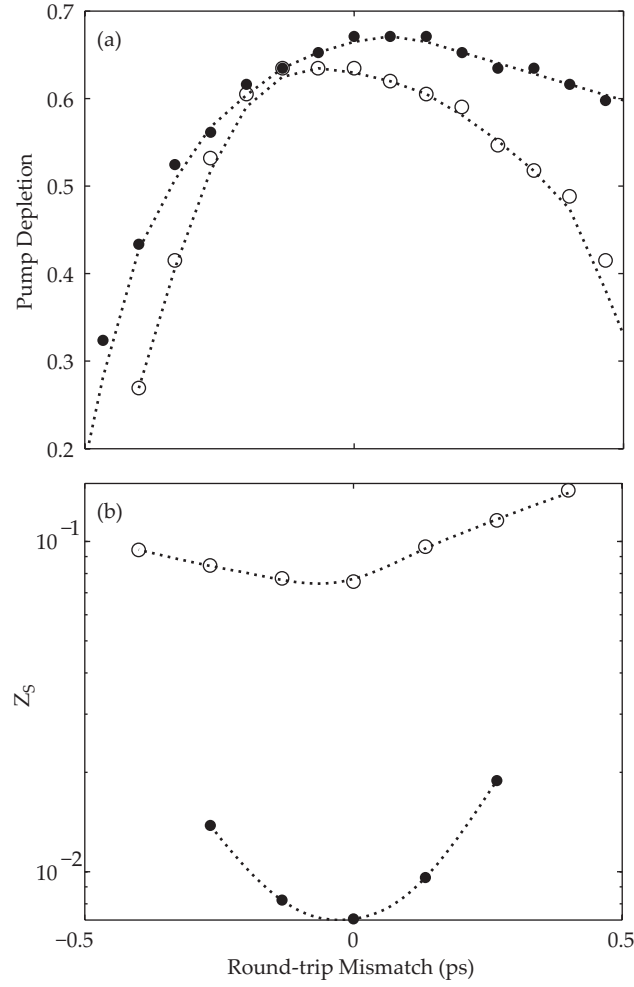 (a)
0.7
0.6
0.5
0.4
0.3
0.2
Pump Depletion
(b)
10⁻¹
10⁻²
Z_S
−0.5
0
0.5
Round-trip Mismatch (ps)